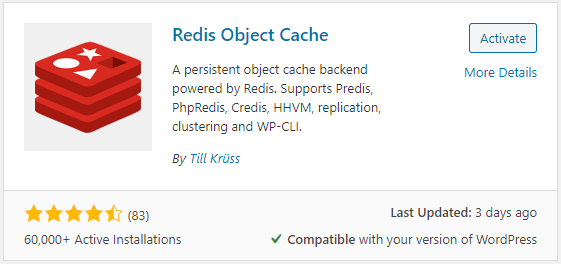 Redis Object Cache
Activate
More Details
A persistent object cache backend
powered by Redis. Supports Predis,
PhpRedis, Credis, HHVM, replication,
clustering and WP-CLI.
By Till Krüss
(83)
60,000+ Active Installations
Last Updated: 3 days ago
Compatible with your version of WordPress